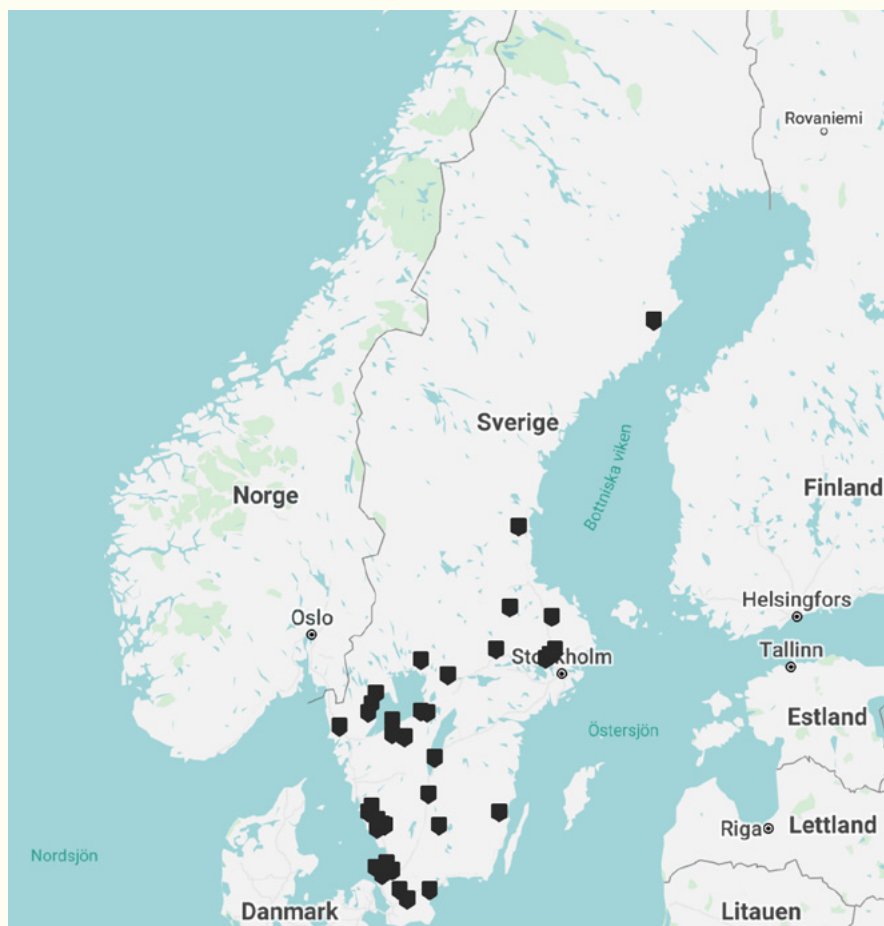 Rovaniemi
Sverige
Bottniska viken
Norge
Finland
Helsingfors
Oslo
Tallinn
Stockholm
Estland
Östersjön
Riga
Lettland
Nordsjön
Danmark
Litauen